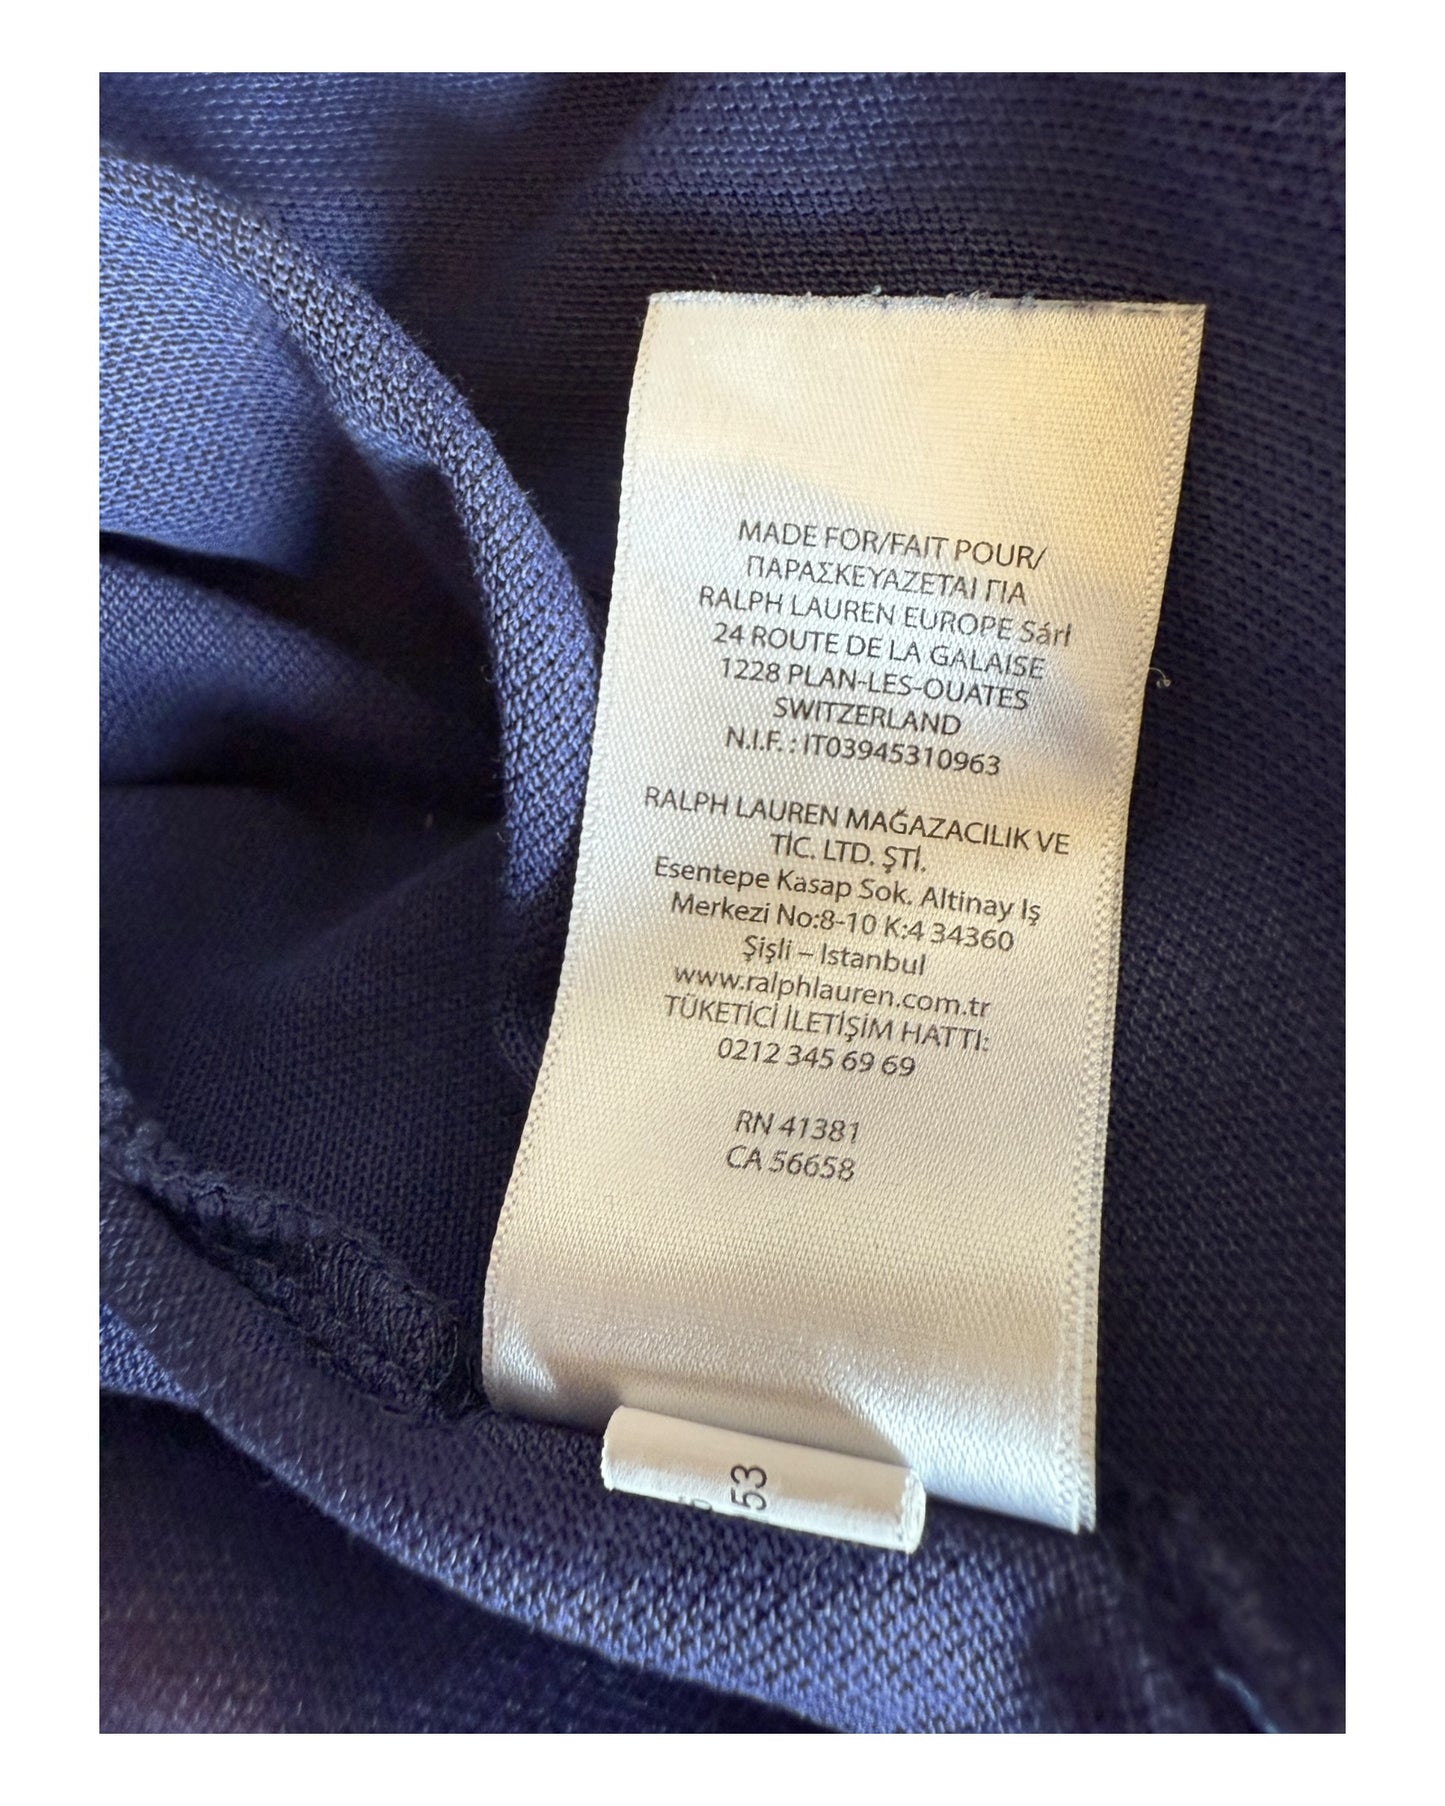 MADE FOR/FAIT POUR/
ΠΑΡΑΣΚΕΥΑΖΕΤΑΙ ΓΙΑ
RALPH LAUREN EUROPE Sárl
24 ROUTE DE LA GALAISE
1228 PLAN-LES-OUATES
SWITZERLAND
N.I.F. : IT03945310963
RALPH LAUREN MAĞAZACILIK VE
TİC. LTD. ŞTİ.
Esentepe Kasap Sok. Altinay Iş
Merkezi No:8-10 K:4 34360
Şişli – Istanbul
www.ralphlauren.com.tr
TÜKETİCİ İLETİŞİM HATTI:
0212 345 69 69
RN 41381
CA 56658
53